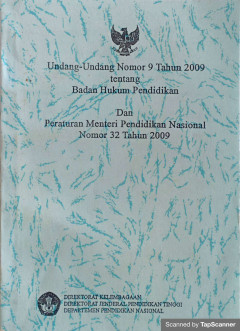 Undang-Undang Nomor 9 Tahun 2009
tentang
Badan Hukum Pendidikan
Dan
Peraturan Menteri Pendidikan Nasional
Nomor 32 Tahun 2009
DIREKTORAT KELEMBAGAAN
DIREKTORAT JENDERAL PENDIDIKAN TINGGI
DEPARTEMEN PENDIDIKAN NASIONAL
Scanned by TapScanner